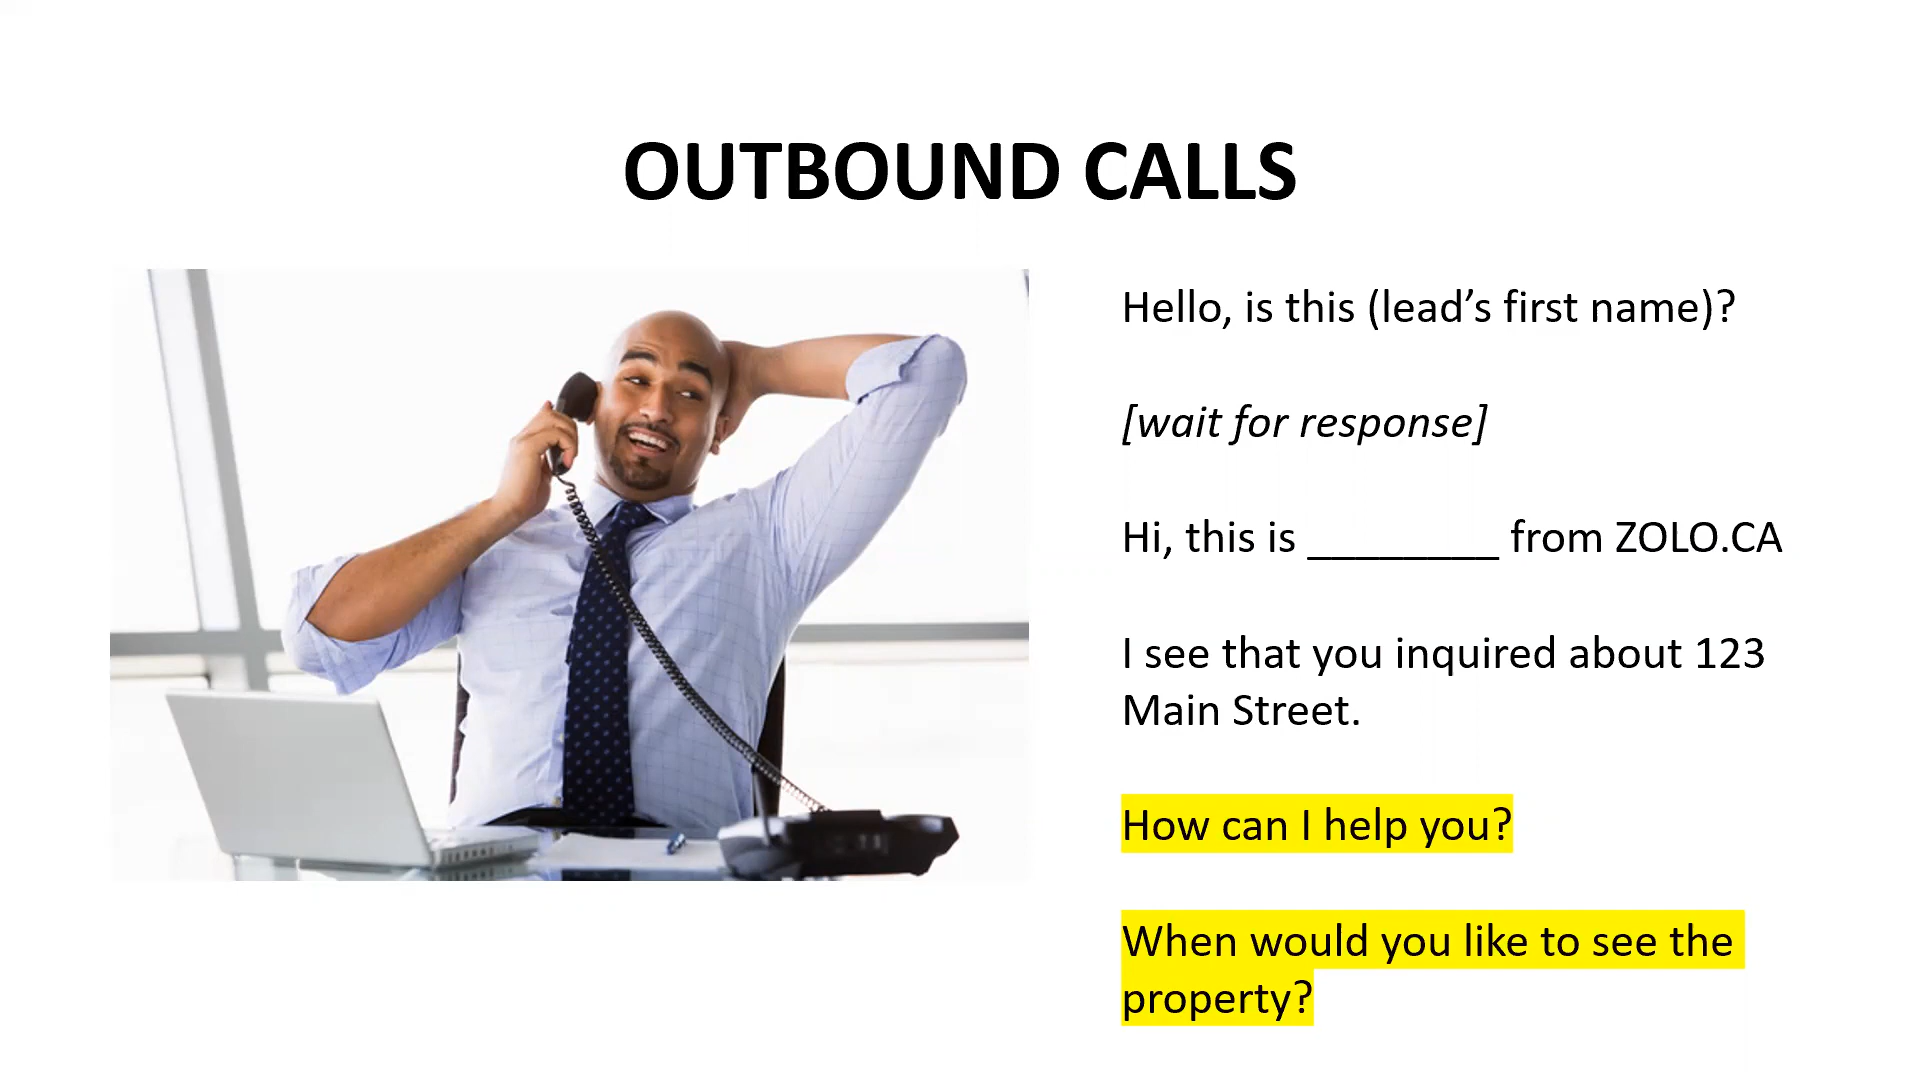 OUTBOUND CALLS
Hello, is this (lead’s first name)?
[wait for response]
Hi, this is ________ from ZOLO.CA
I see that you inquired about 123
Main Street.
How can I help you?
When would you like to see the
property?